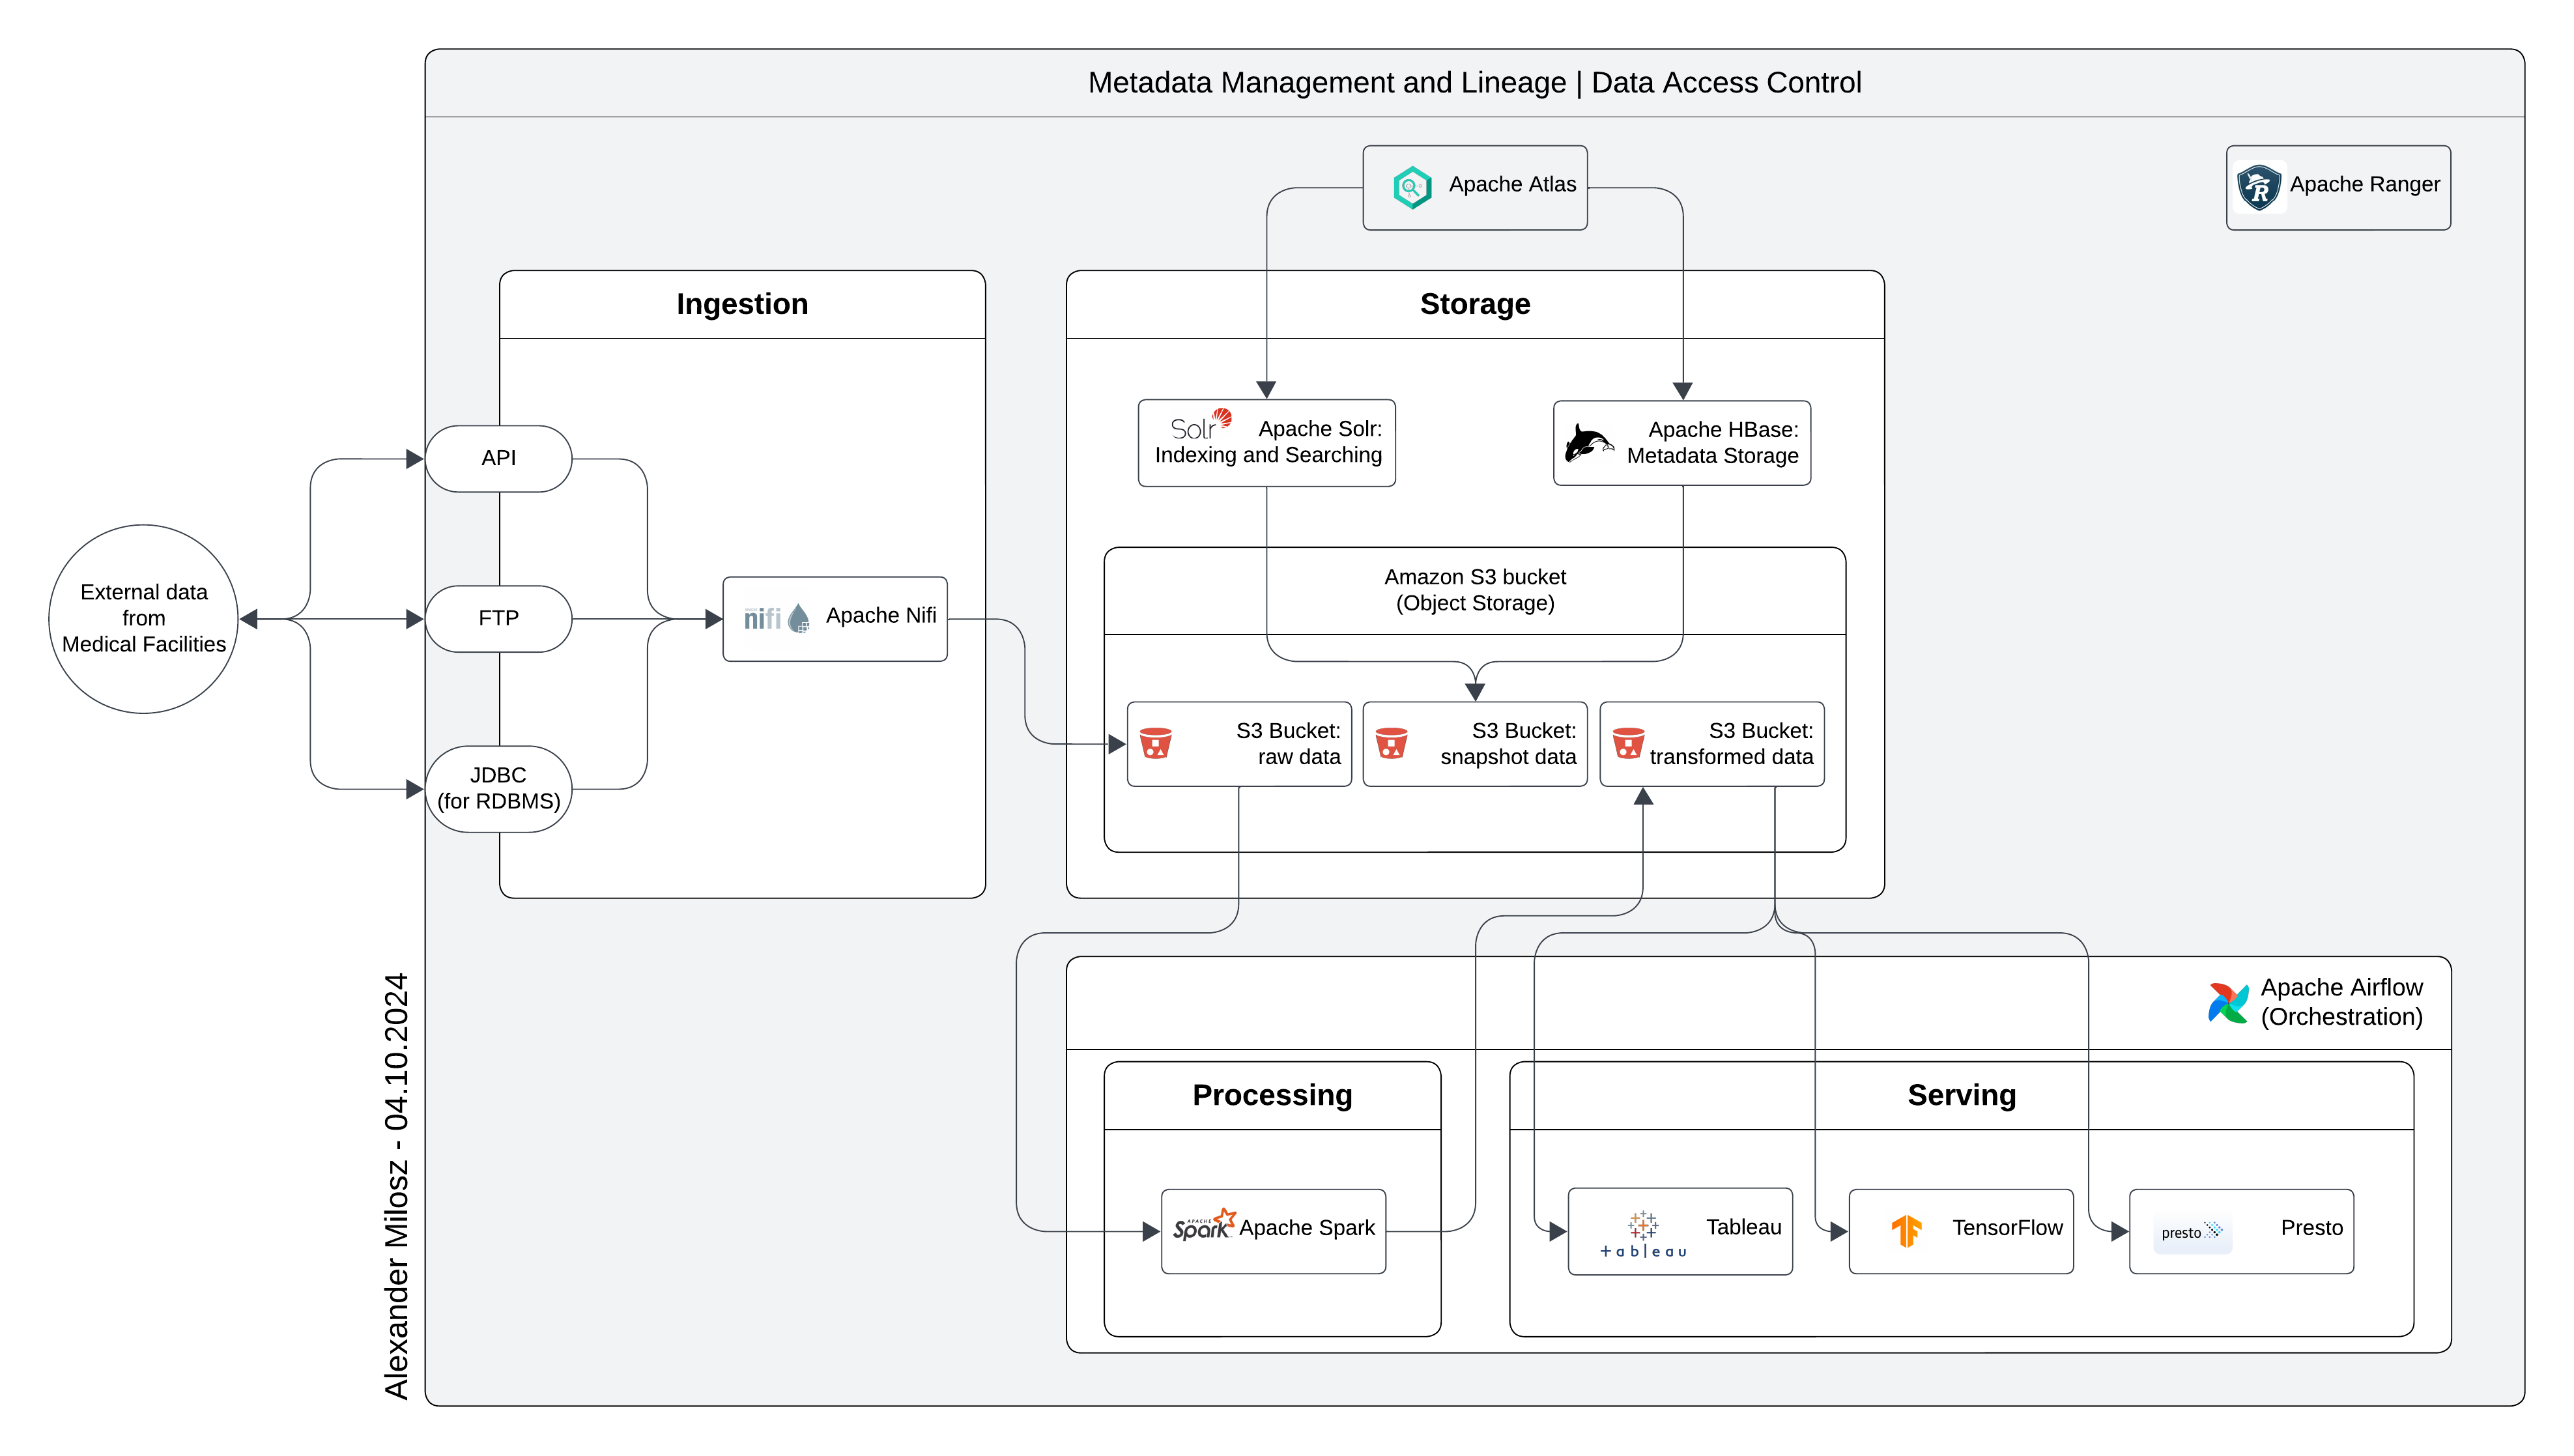 Metadata Management and Lineage | Data Access Control
Apache Atlas
R
Apache Ranger
Ingestion
Storage
Solr
Apache Solr:
Indexing and Searching
Apache HBase:
Metadata Storage
API
External data
from
Medical Facilities
FTP
JDBC
(for RDBMS)
nifi
Apache Nifi
Amazon S3 bucket
(Object Storage)
S3 Bucket:
raw data
S3 Bucket:
snapshot data
S3 Bucket:
transformed data
Apache Airflow
(Orchestration)
Processing
Serving
APACHE
Spark
Apache Spark
tableau
Tableau
TensorFlow
presto
Presto
Alexander Milosz - 04.10.2024